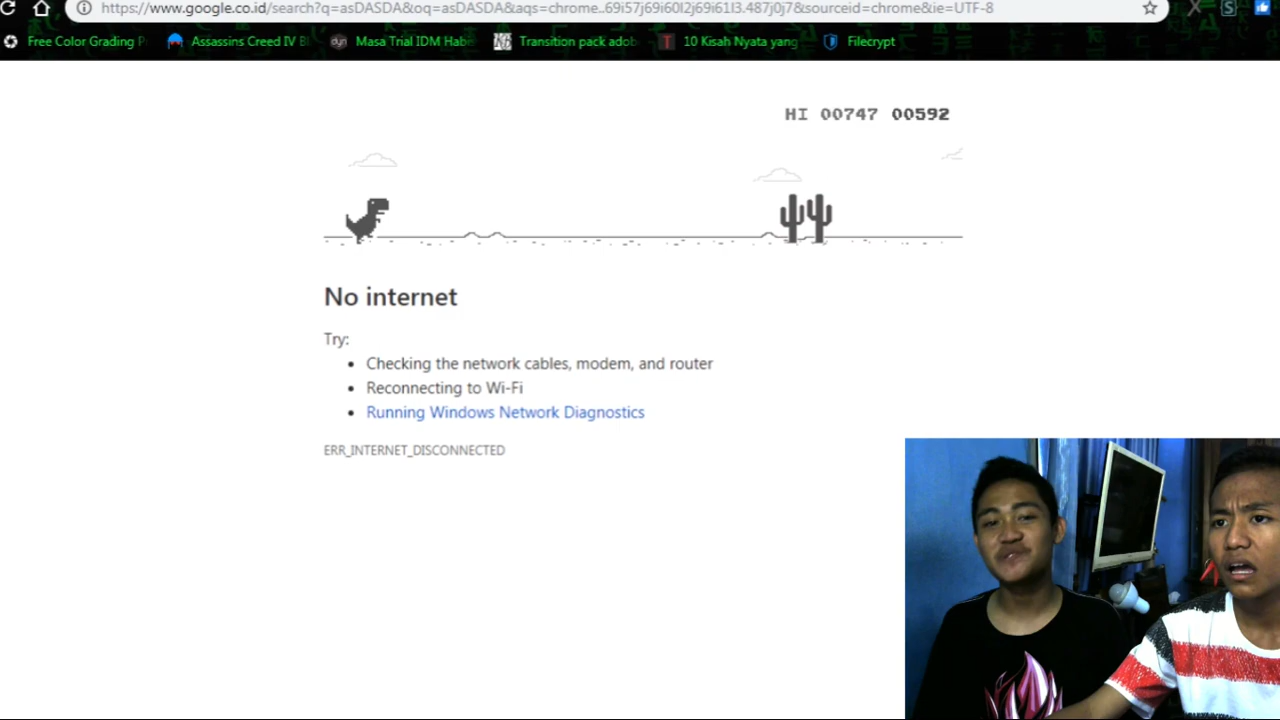 https://www.google.co.id/search?q=asDASDA&oq=asDASDA&aqs=chrome..69i57j69i60l2j69i61l3.487j0j7&sourceid=chrome&ie=UTF-8
Free Color Grading P Assassins Creed IV Bl Masa Trial IDM Habi Transition pack adob 10 Kisah Nyata yang Filecrypt
HI 00747 00592
No internet
Try:
• Checking the network cables, modem, and router
• Reconnecting to Wi-Fi
• Running Windows Network Diagnostics
ERR_INTERNET_DISCONNECTED